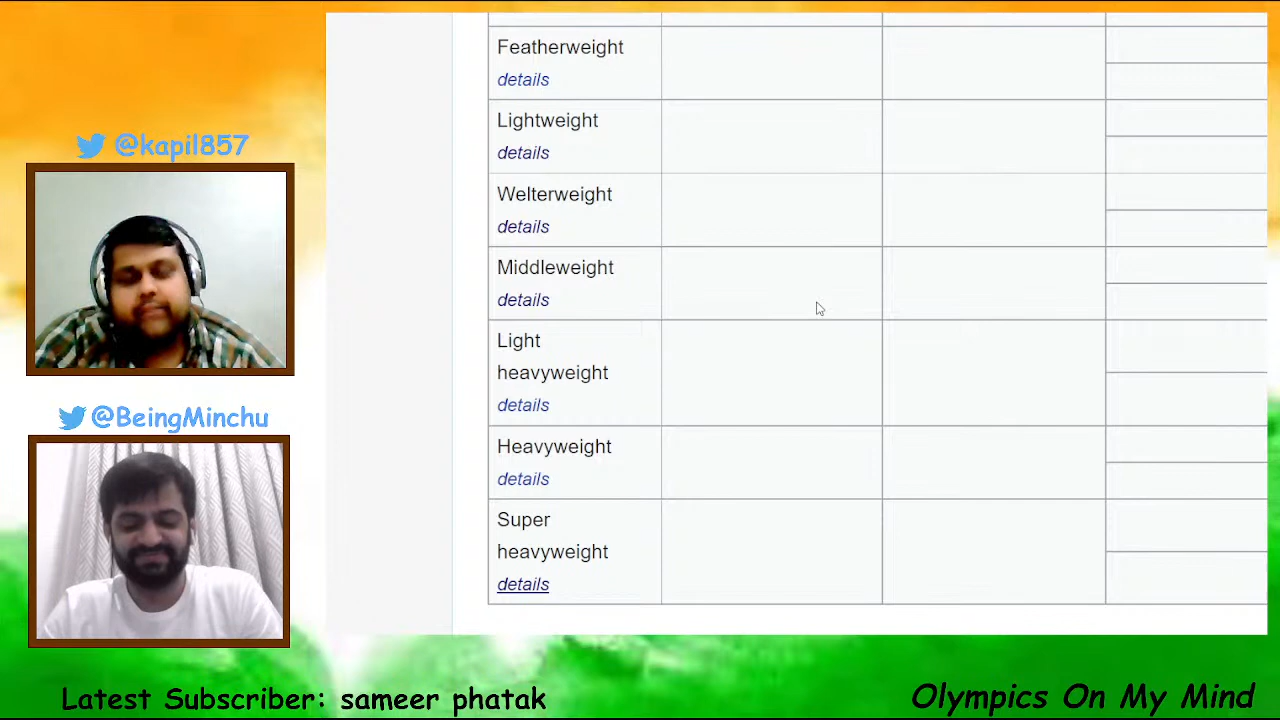 @kapil857
@BeingMinchu
Featherweight
details
Lightweight
details
Welterweight
details
Middleweight
details
Light
heavyweight
details
Heavyweight
details
Super
heavyweight
details
Latest Subscriber: sameer phatak
Olympics On My Mind